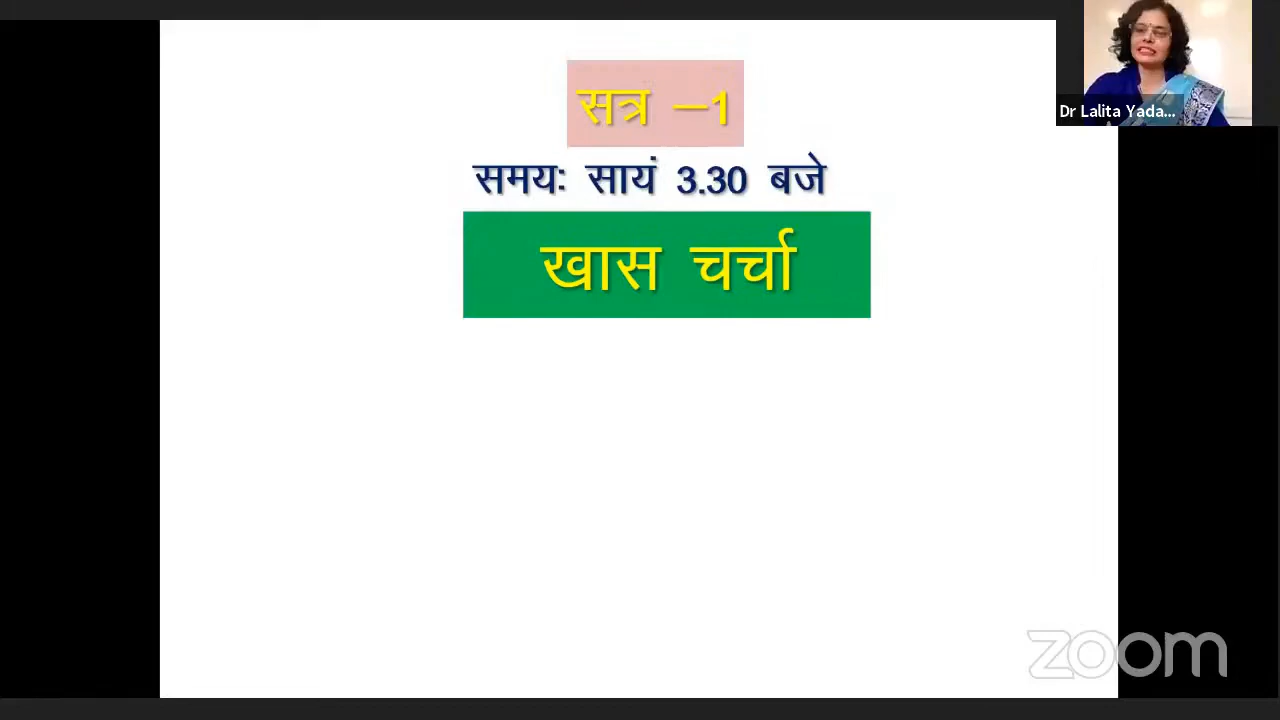 सत्र –1
समयः सायं 3.30 बजे
खास चर्चा
Dr Lalita Yada...
zoom